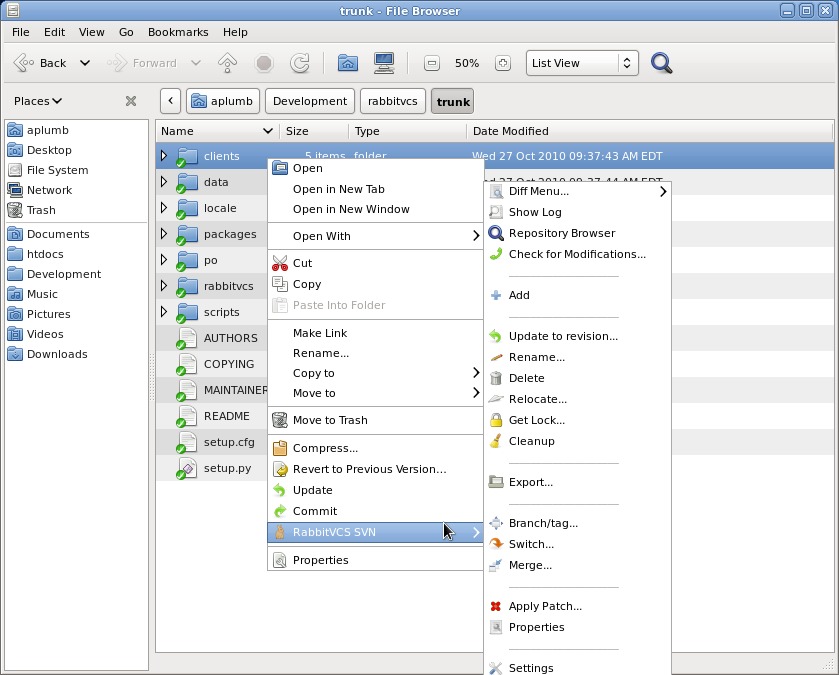 trunk - File Browser
File Edit View Go Bookmarks Help
Back Forward 50% List View
Places aplumb Development rabbitvcs trunk
Name Size Type Date Modified
aplumb
Desktop
File System
Network
Trash
Documents
htdocs
Development
Music
Pictures
Videos
Downloads
clients 5 items folder Wed 27 Oct 2010 09:37:43 AM EDT
data Wed 27 Oct 2010 09:37:44 AM EDT
locale
packages
po
rabbitvcs
scripts
AUTHORS
COPYING
MAINTAINER
README
setup.cfg
setup.py
Open
Open in New Tab
Open in New Window
Open With
Cut
Copy
Paste Into Folder
Make Link
Rename...
Copy to
Move to
Move to Trash
Compress...
Revert to Previous Version...
Update
Commit
RabbitVCS SVN
Properties
Diff Menu...
Show Log
Repository Browser
Check for Modifications...
Add
Update to revision...
Rename...
Delete
Relocate...
Get Lock...
Cleanup
Export...
Branch/tag...
Switch...
Merge...
Apply Patch...
Properties
Settings